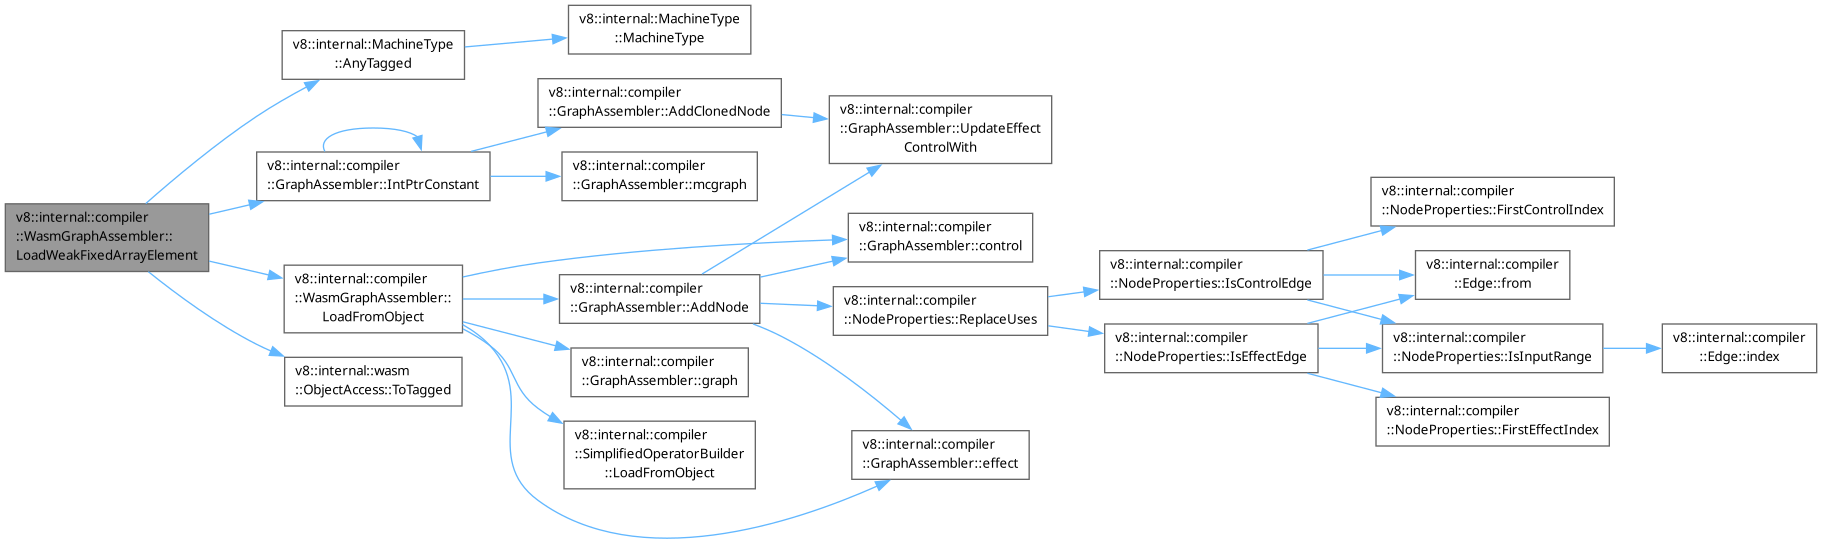 v8::internal::compiler
::WasmGraphAssembler::
LoadWeakFixedArrayElement
v8::internal::MachineType
::AnyTagged
v8::internal::MachineType
::MachineType
v8::internal::compiler
::GraphAssembler::IntPtrConstant
v8::internal::compiler
::GraphAssembler::AddClonedNode
v8::internal::compiler
::GraphAssembler::UpdateEffect
ControlWith
v8::internal::compiler
::GraphAssembler::mcgraph
v8::internal::compiler
::WasmGraphAssembler::
LoadFromObject
v8::internal::compiler
::GraphAssembler::control
v8::internal::compiler
::GraphAssembler::AddNode
v8::internal::compiler
::NodeProperties::ReplaceUses
v8::internal::compiler
::NodeProperties::IsControlEdge
v8::internal::compiler
::NodeProperties::FirstControlIndex
v8::internal::compiler
::Edge::from
v8::internal::compiler
::NodeProperties::IsInputRange
v8::internal::compiler
::Edge::index
v8::internal::compiler
::NodeProperties::IsEffectEdge
v8::internal::compiler
::NodeProperties::FirstEffectIndex
v8::internal::compiler
::GraphAssembler::effect
v8::internal::compiler
::GraphAssembler::graph
v8::internal::compiler
::SimplifiedOperatorBuilder
::LoadFromObject
v8::internal::wasm
::ObjectAccess::ToTagged